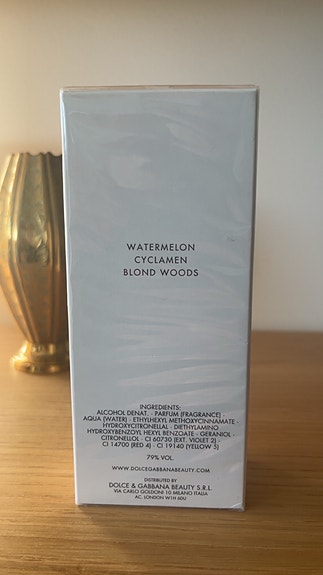 WATERMELON
CYCLAMEN
BLOND WOODS
INGREDIENTS:
ALCOHOL DENAT. · PARFUM (FRAGRANCE) ·
AQUA (WATER) · ETHYLHEXYL METHOXYCINNAMATE ·
HYDROXYCITRONELLAL · DIETHYLAMINO
HYDROXYBENZOYL HEXYL BENZOATE · GERANIOL ·
CITRONELLOL · CI 60730 (EXT. VIOLET 2) ·
CI 14700 (RED 4) · CI 19140 (YELLOW 5)
79% VOL.
WWW.DOLCEGABBANABEAUTY.COM
DISTRIBUTED BY
DOLCE & GABBANA BEAUTY S.R.L.
VIA CARLO GOLDONI 10 MILANO ITALIA
AC. LONDON W1H 6DU